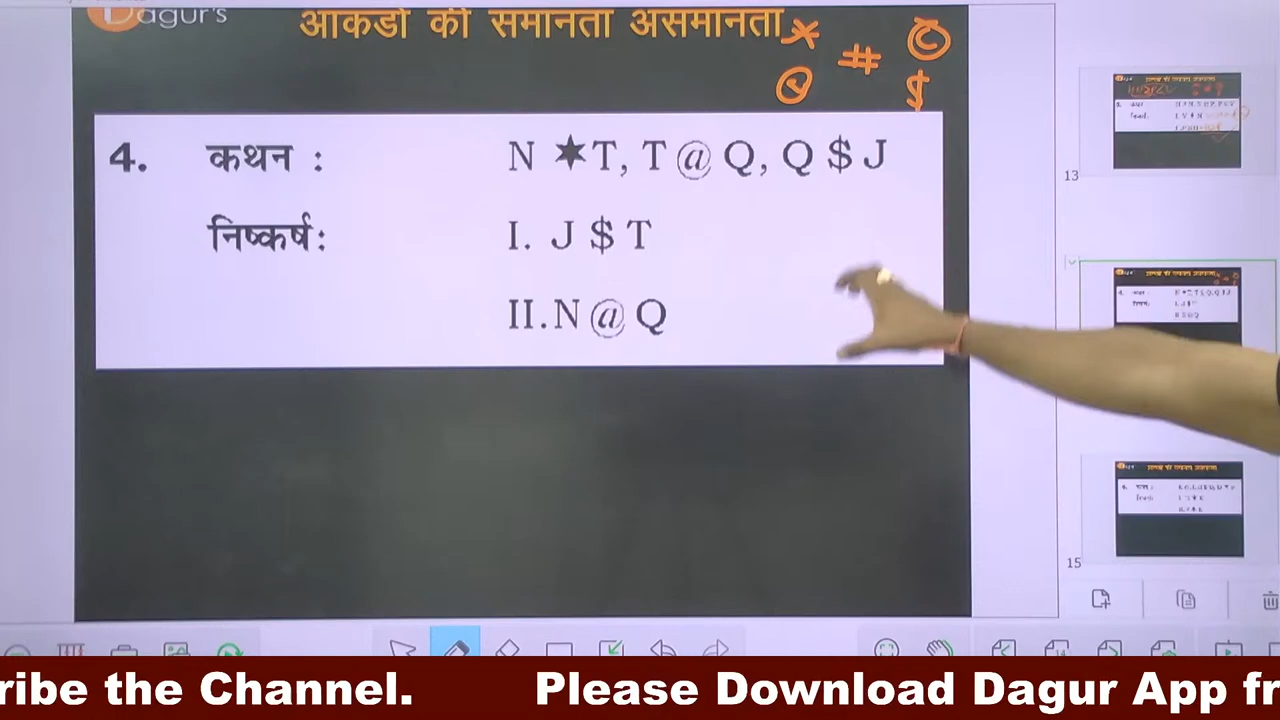 Dagur's
आकडो की समानता असमानता * # © @ $
4. कथन : N ★ T, T @ Q, Q $ J
निष्कर्ष: I. J $ T
II. N @ Q
13
15
ribe the Channel. Please Download Dagur App fr